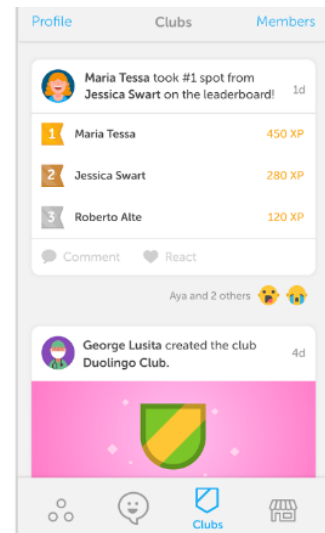 Profile Clubs Members
Maria Tessa took #1 spot from
Jessica Swart on the leaderboard! 1d
1 Maria Tessa 450 XP
2 Jessica Swart 280 XP
3 Roberto Alte 120 XP
Comment React
Aya and 2 others
George Lusita created the club
Duolingo Club. 4d
Clubs